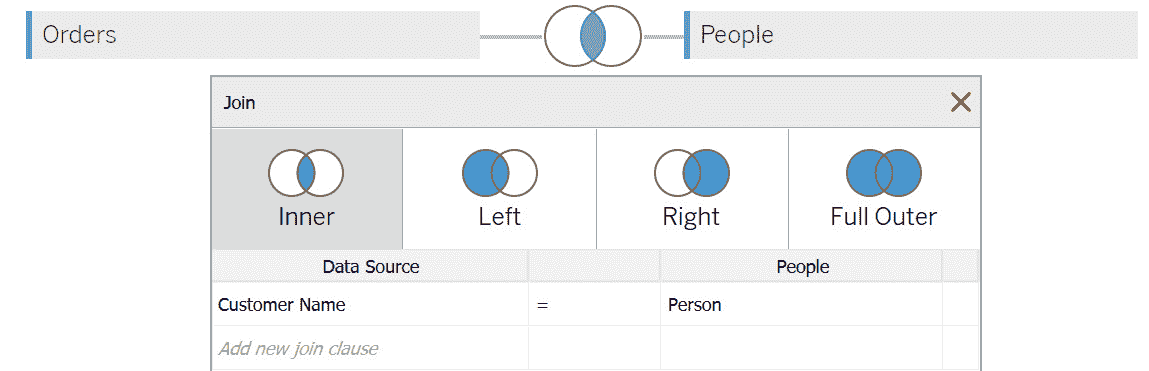 Orders
People
Join
Inner
Left
Right
Full Outer
Data Source
People
Customer Name
=
Person
Add new join clause